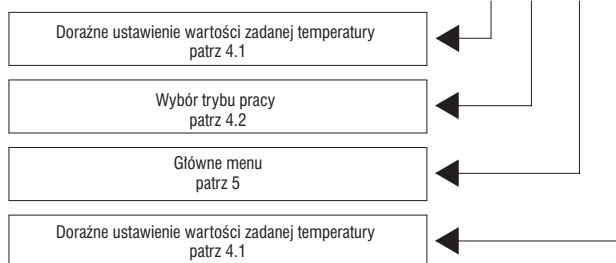 Doraźne ustawienie wartości zadanej temperatury
patrz 4.1
Wybór trybu pracy
patrz 4.2
Główne menu
patrz 5
Doraźne ustawienie wartości zadanej temperatury
patrz 4.1